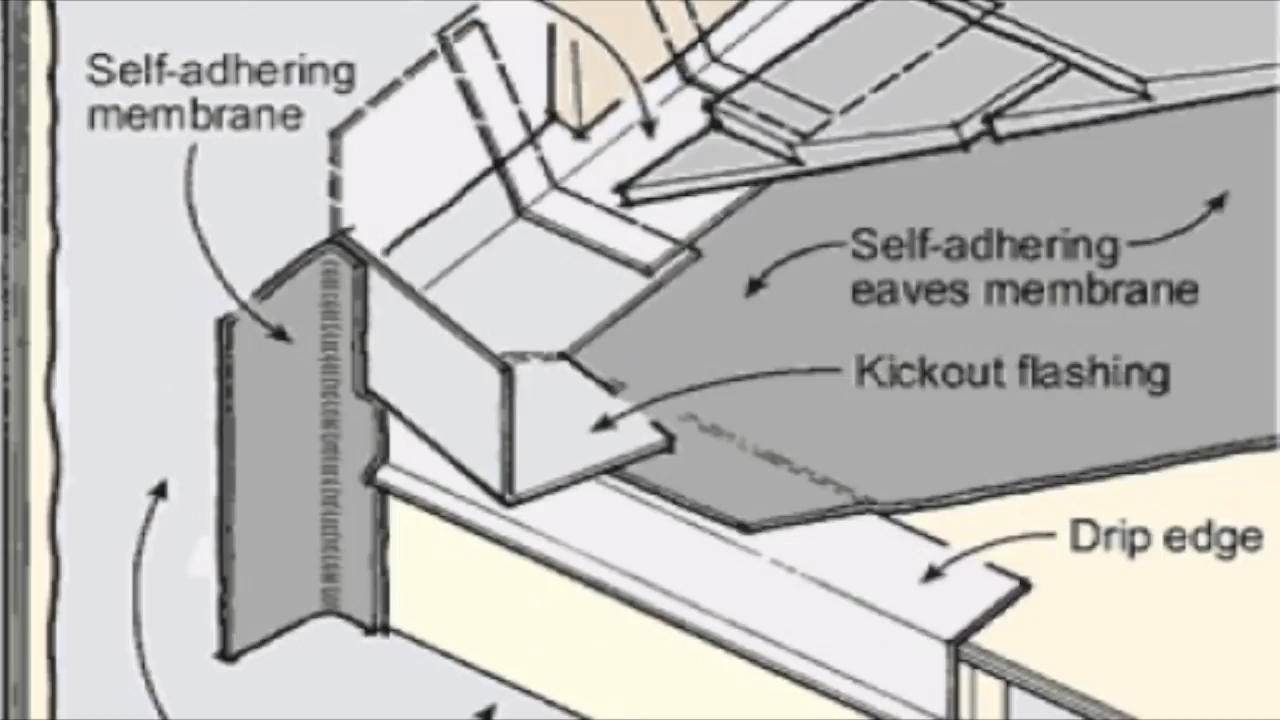 Self-adhering
membrane
Self-adhering
eaves membrane
Kickout flashing
Drip edge